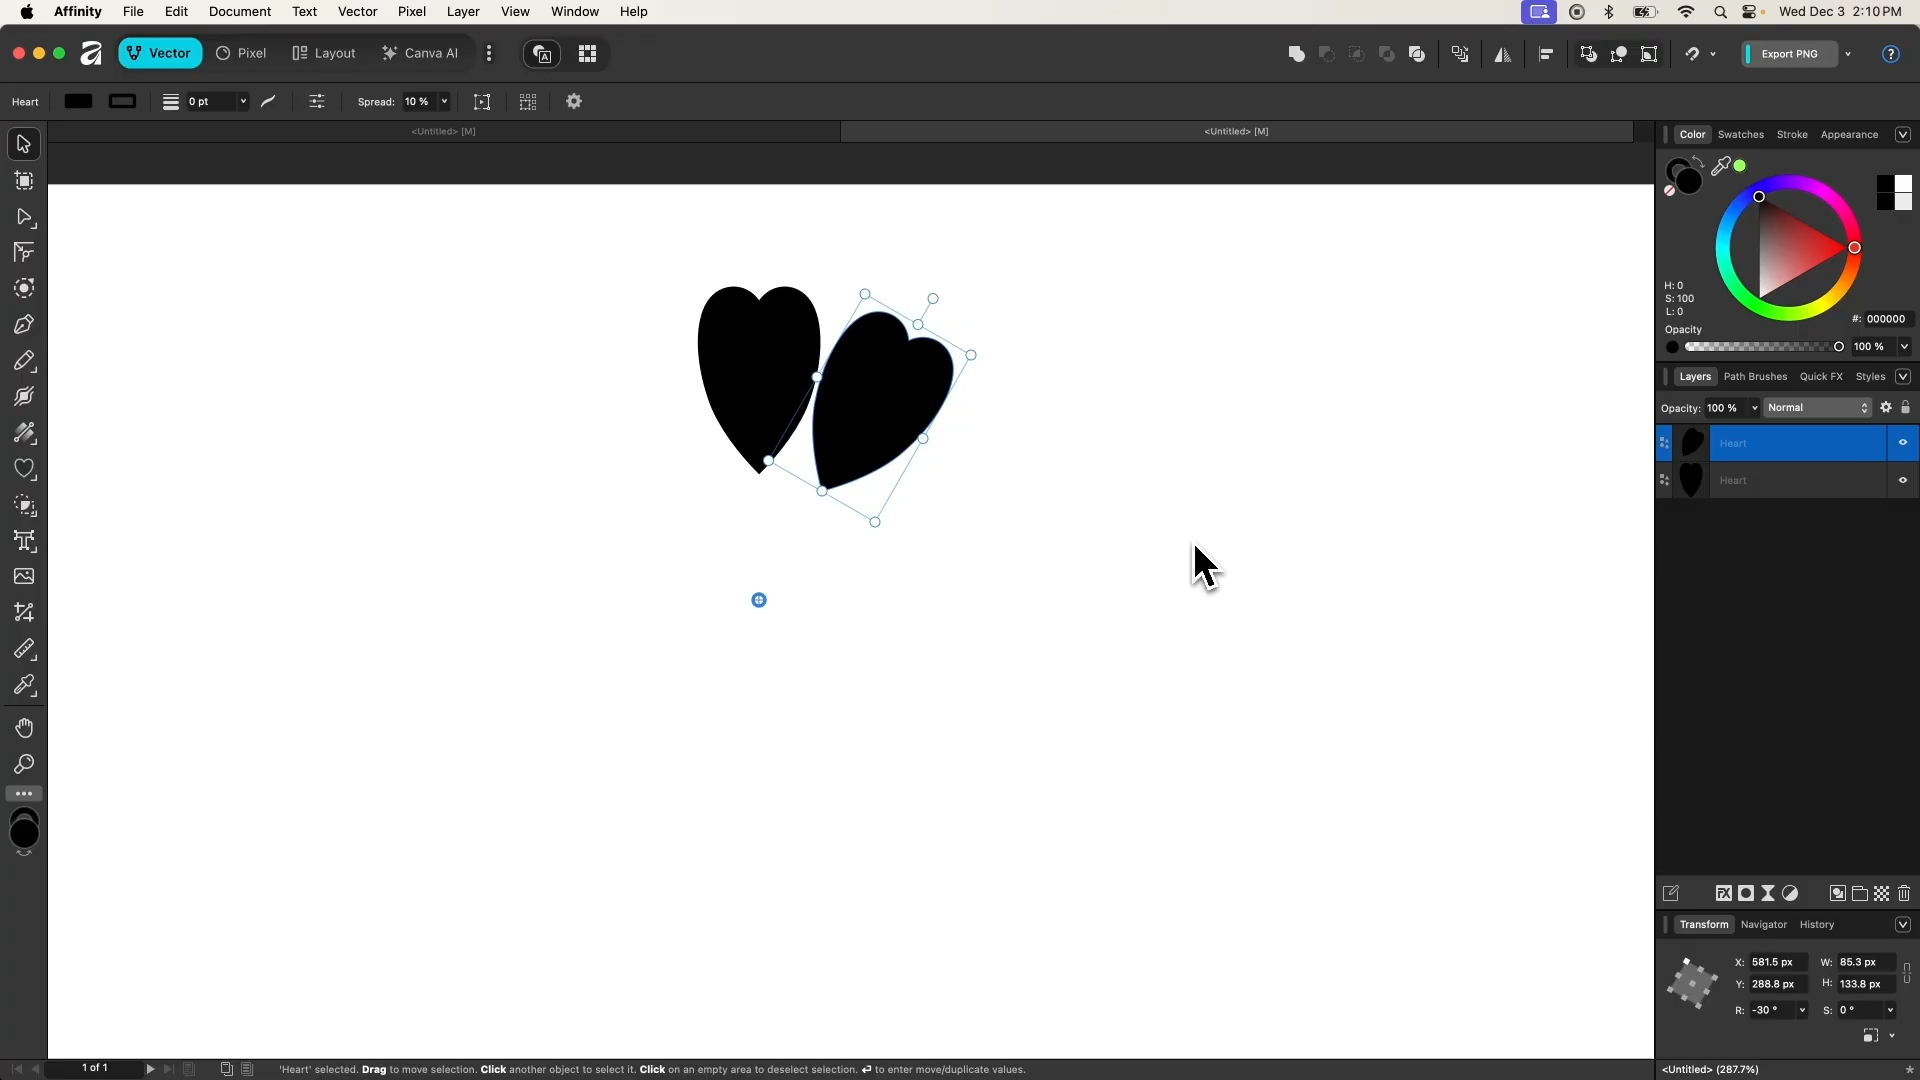 Affinity File Edit Document Text Vector Pixel Layer View Window Help Wed Dec 3 2:10 PM
Vector Pixel Layout Canva AI Export PNG
Heart 0 pt Spread: 10 %
<Untitled> [M] <Untitled> [M]
Color Swatches Stroke Appearance
H: 0
S: 100
L: 0
#: 000000
Opacity
100 %
Layers Path Brushes Quick FX Styles
Opacity: 100 % Normal
Heart
Heart
FX
Transform Navigator History
X: 581.5 px W: 85.3 px
Y: 288.8 px H: 133.8 px
R: -30 ° S: 0 °
1 of 1 'Heart' selected. Drag to move selection. Click another object to select it. Click on an empty area to deselect selection. ⏎ to enter move/duplicate values. <Untitled> (287.7%) *